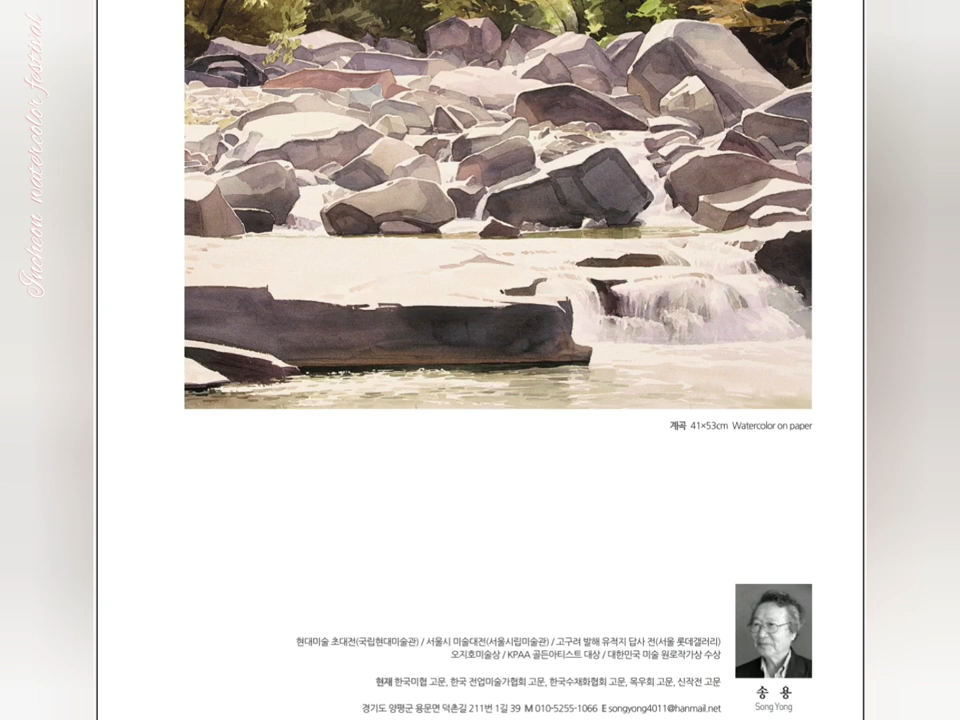 Incheon watercolor festival
계곡 41×53cm Watercolor on paper
현대미술 초대전(국립현대미술관) / 서울시 미술대전(서울시립미술관) / 고구려 발해 유적지 답사 전(서울 롯데갤러리)
오지호미술상 / KPAA 골든아티스트 대상 / 대한민국 미술 원로작가상 수상
현재 한국미협 고문, 한국 전업미술가협회 고문, 한국수채화협회 고문, 목우회 고문, 신작전 고문
경기도 양평군 용문면 덕촌길 211번 1길 39 M 010-5255-1066 E songyong4011@hanmail.net
송 용
Song Yong